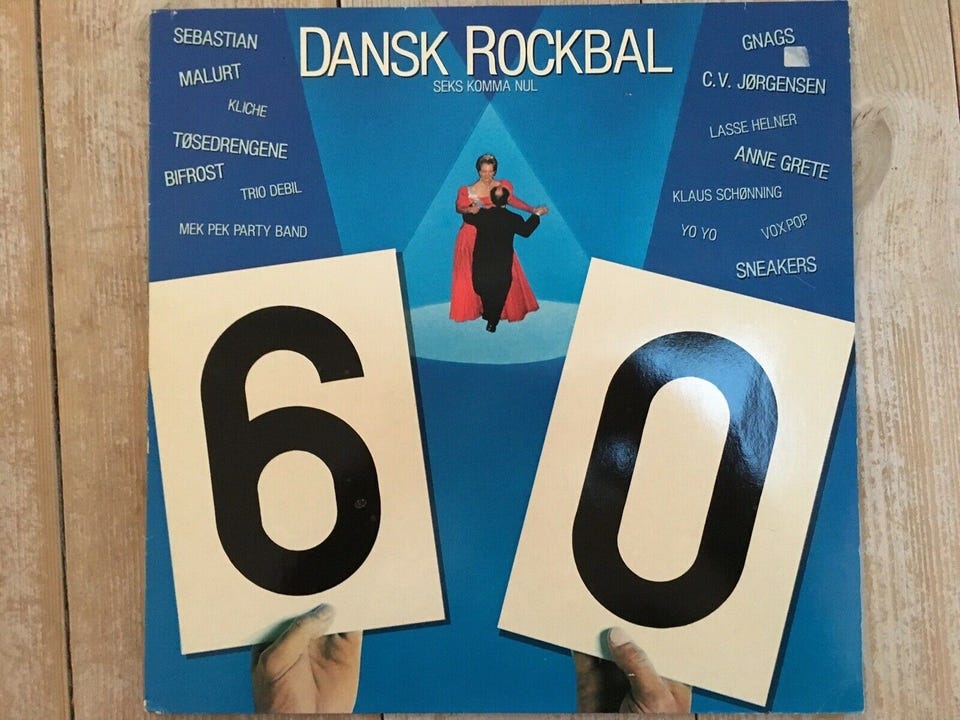 DANSK ROCKBAL
SEKS KOMMA NUL
SEBASTIAN
MALURT
KLICHE
TØSEDRENGENE
BIFROST
TRIO DEBIL
MEK PEK PARTY BAND
GNAGS
C.V. JØRGENSEN
LASSE HELNER
ANNE GRETE
KLAUS SCHØNNING
YO YO
VOXPOP
SNEAKERS
6
0